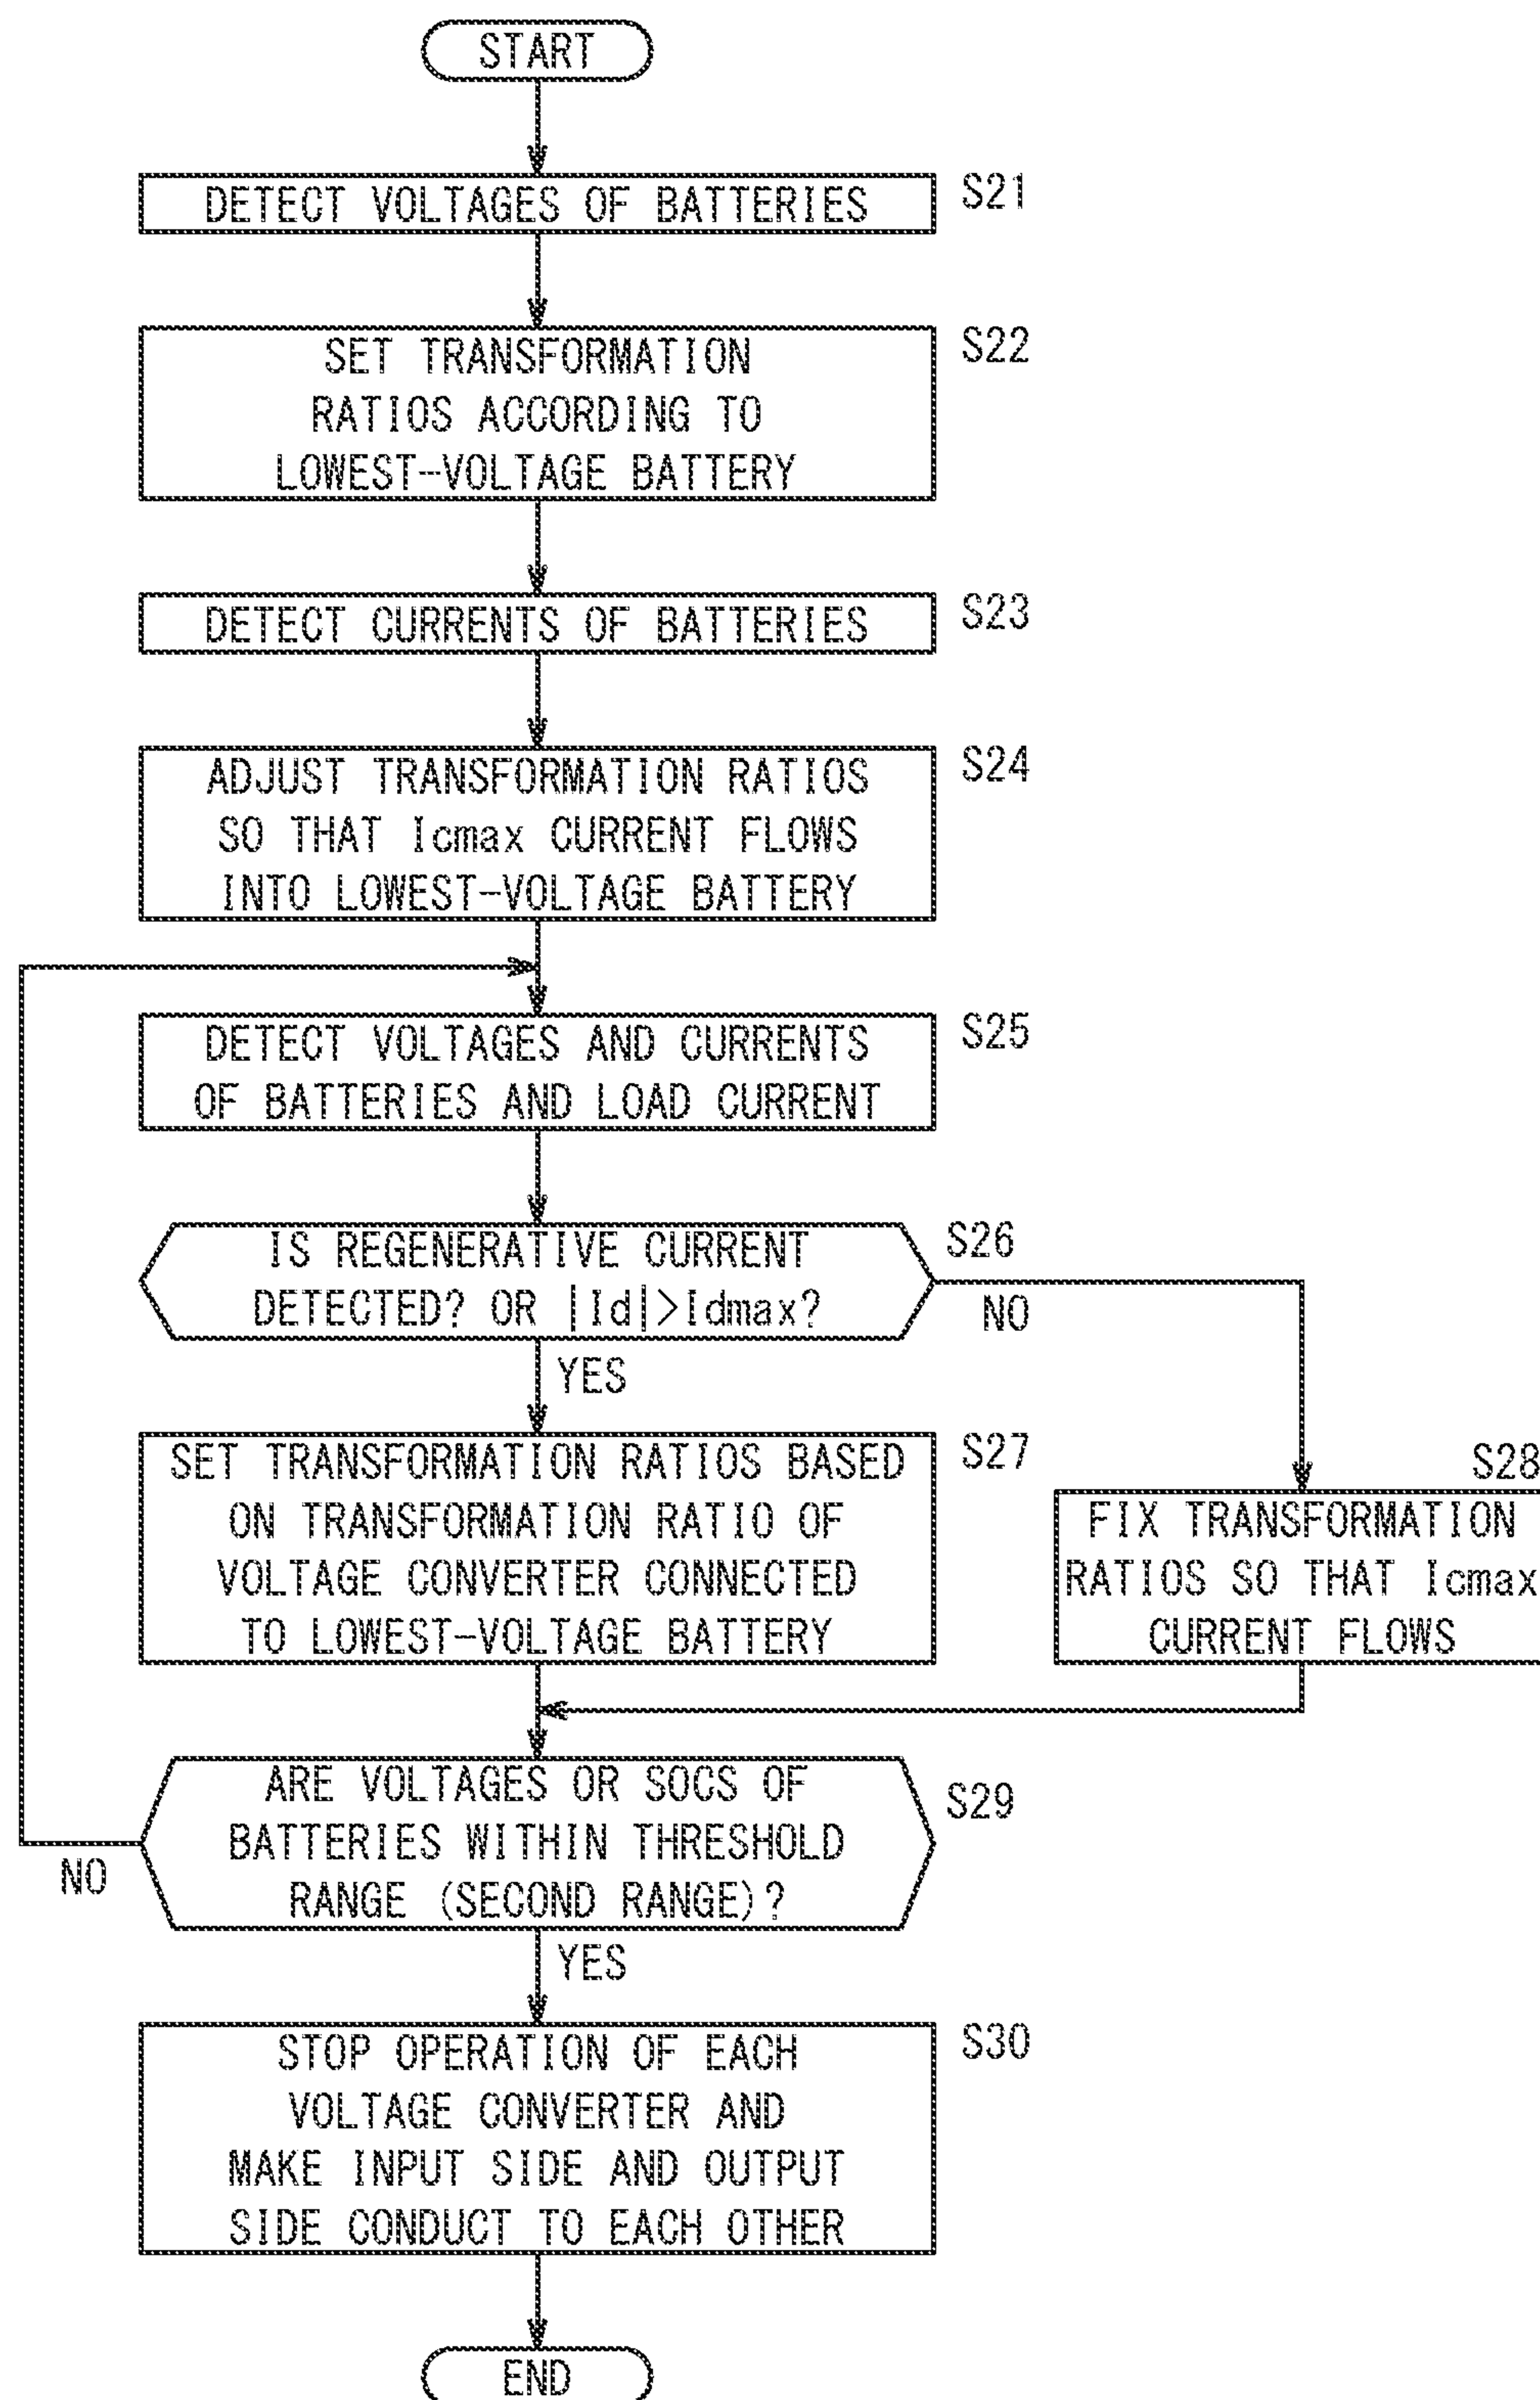 START
DETECT VOLTAGES OF BATTERIES
S21
SET TRANSFORMATION
RATIOS ACCORDING TO
LOWEST-VOLTAGE BATTERY
S22
DETECT CURRENTS OF BATTERIES
S23
ADJUST TRANSFORMATION RATIOS
SO THAT Icmax CURRENT FLOWS
INTO LOWEST-VOLTAGE BATTERY
S24
DETECT VOLTAGES AND CURRENTS
OF BATTERIES AND LOAD CURRENT
S25
IS REGENERATIVE CURRENT
DETECTED? OR |Id|>Idmax?
S26
NO
YES
SET TRANSFORMATION RATIOS BASED
ON TRANSFORMATION RATIO OF
VOLTAGE CONVERTER CONNECTED
TO LOWEST-VOLTAGE BATTERY
S27
S28
FIX TRANSFORMATION
RATIOS SO THAT Icmax
CURRENT FLOWS
ARE VOLTAGES OR SOCS OF
BATTERIES WITHIN THRESHOLD
RANGE (SECOND RANGE)?
S29
NO
YES
STOP OPERATION OF EACH
VOLTAGE CONVERTER AND
MAKE INPUT SIDE AND OUTPUT
SIDE CONDUCT TO EACH OTHER
S30
END